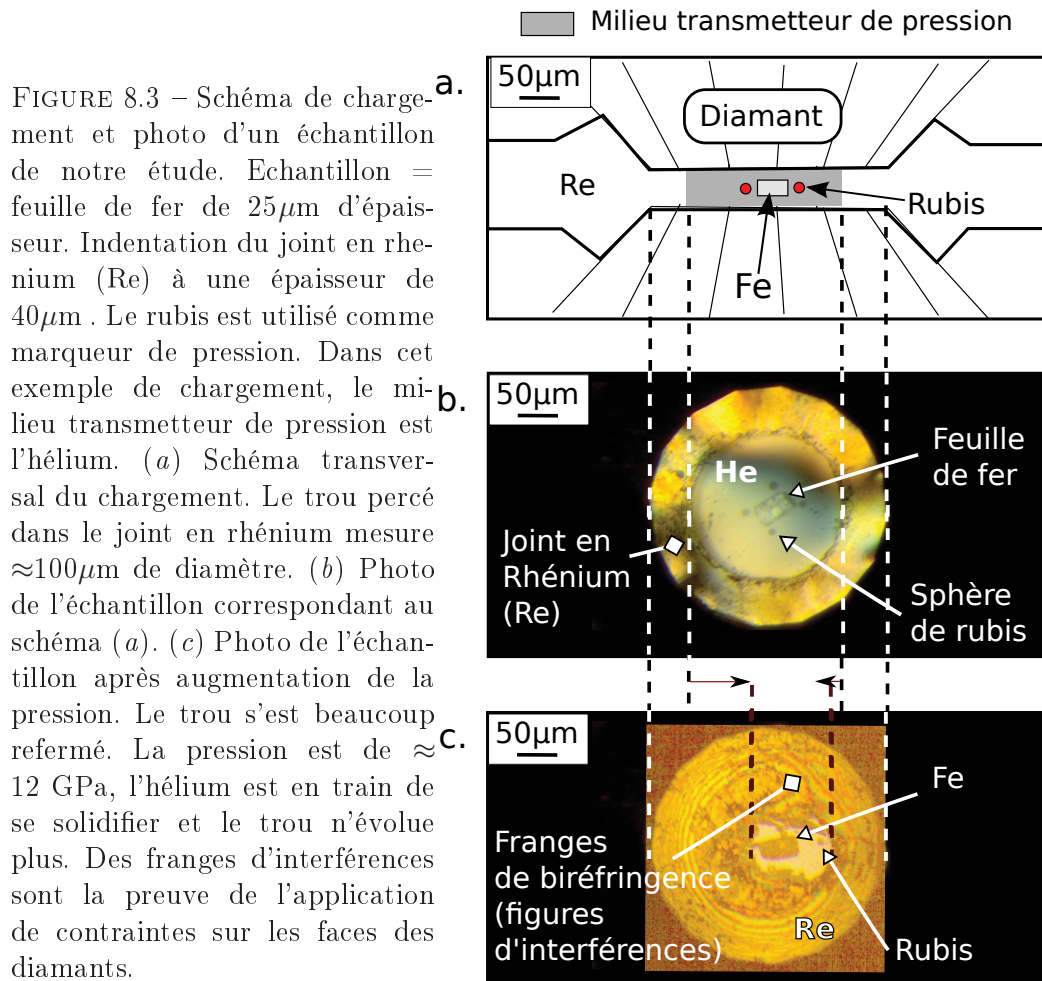 FIGURE 8.3 – Schéma de charge-
ment et photo d'un échantillon
de notre étude. Echantillon =
feuille de fer de 25μm d'épais-
seur. Indentation du joint en rhe-
nium (Re) à une épaisseur de
40μm . Le rubis est utilisé comme
marqueur de pression. Dans cet
exemple de chargement, le mi-
lieu transmetteur de pression est
l'hélium. (a) Schéma transver-
sal du chargement. Le trou percé
dans le joint en rhénium mesure
≈100μm de diamètre. (b) Photo
de l'échantillon correspondant au
schéma (a). (c) Photo de l'échan-
tillon après augmentation de la
pression. Le trou s'est beaucoup
refermé. La pression est de ≈
12 GPa, l'hélium est en train de
se solidifier et le trou n'évolue
plus. Des franges d'interférences
sont la preuve de l'application
de contraintes sur les faces des
diamants.
Milieu transmetteur de pression
a.
50μm
Diamant
Re
Rubis
Fe
b.
50μm
He
Feuille
de fer
Joint en
Rhénium
(Re)
Sphère
de rubis
c.
50μm
Fe
Franges
de biréfringence
(figures
d'interférences)
Re
Rubis